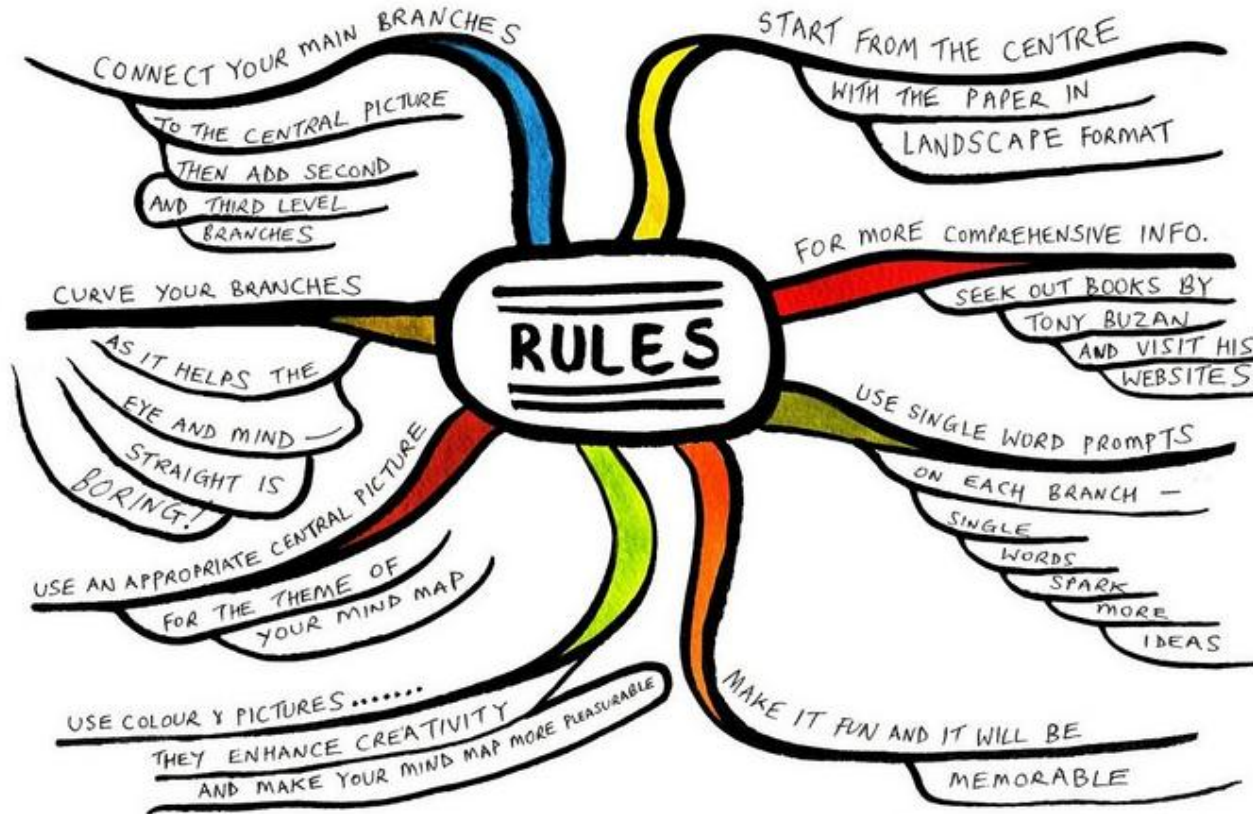 RULES
START FROM THE CENTRE
WITH THE PAPER IN
LANDSCAPE FORMAT
FOR MORE COMPREHENSIVE INFO.
SEEK OUT BOOKS BY
TONY BUZAN
AND VISIT HIS
WEBSITES
USE SINGLE WORD PROMPTS
ON EACH BRANCH —
SINGLE
WORDS
SPARK
MORE
IDEAS
MAKE IT FUN AND IT WILL BE
MEMORABLE
USE COLOUR & PICTURES .......
THEY ENHANCE CREATIVITY
AND MAKE YOUR MIND MAP MORE PLEASURABLE
USE AN APPROPRIATE CENTRAL PICTURE
FOR THE THEME OF
YOUR MIND MAP
CURVE YOUR BRANCHES
AS IT HELPS THE
EYE AND MIND —
STRAIGHT IS
BORING!
CONNECT YOUR MAIN BRANCHES
TO THE CENTRAL PICTURE
THEN ADD SECOND
AND THIRD LEVEL
BRANCHES